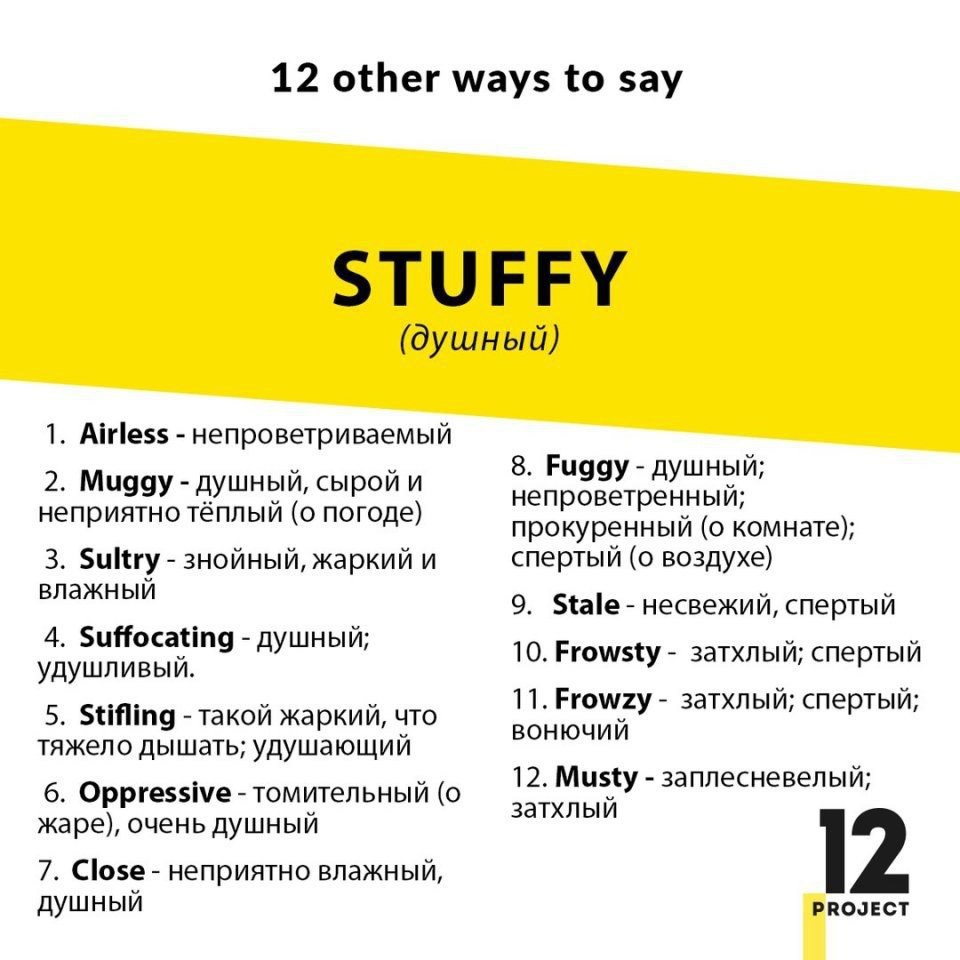 12 other ways to say
STUFFY
(душный)
1. Airless - непроветриваемый
2. Muggy - душный, сырой и
неприятно тёплый (о погоде)
3. Sultry - знойный, жаркий и
влажный
4. Suffocating - душный;
удушливый.
5. Stifling - такой жаркий, что
тяжело дышать; удушающий
6. Oppressive - томительный (о
жаре), очень душный
7. Close - неприятно влажный,
душный
8. Fuggy - душный;
непроветренный;
прокуренный (о комнате);
спертый (о воздухе)
9. Stale - несвежий, спертый
10. Frowsty - затхлый; спертый
11. Frowzy - затхлый; спертый;
вонючий
12. Musty - заплесневелый;
затхлый
12
PROJECT